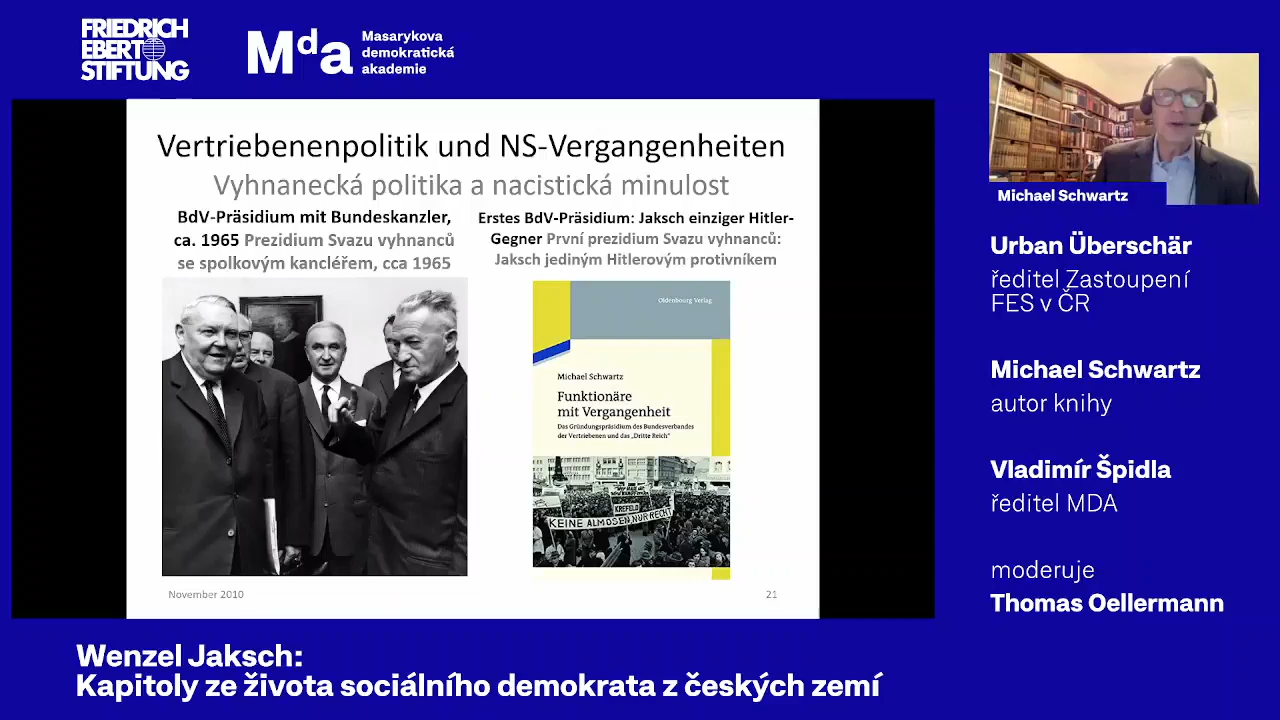 FRIEDRICH
EBERT
STIFTUNG
Mda
Masarykova
demokratická
akademie
Vertriebenenpolitik und NS-Vergangenheiten
Vyhnanecká politika a nacistická minulost
BdV-Präsidium mit Bundeskanzler,
ca. 1965 Prezidium Svazu vyhnanců
se spolkovým kancléřem, cca 1965
Erstes BdV-Präsidium: Jaksch einziger Hitler-
Gegner První prezidium Svazu vyhnanců:
Jaksch jediným Hitlerovým protivníkem
Oldenbourg Verlag
Michael Schwartz
Funktionäre
mit Vergangenheit
Das Gründungspräsidium des Bundesverbandes
der Vertriebenen und das „Dritte Reich"
KREFELD
KEINE ALMOSEN NUR RECHT
November 2010
21
Michael Schwartz
Urban Überschär
ředitel Zastoupení
FES v ČR
Michael Schwartz
autor knihy
Vladimír Špidla
ředitel MDA
moderuje
Thomas Oellermann
Wenzel Jaksch:
Kapitoly ze života sociálního demokrata z českých zemí